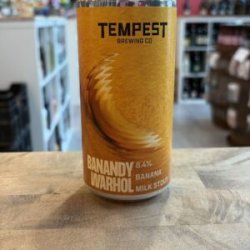 TEMPEST
BREWING CO
BANANDY
WARHOL
6.4%
BANANA
MILK STOUT